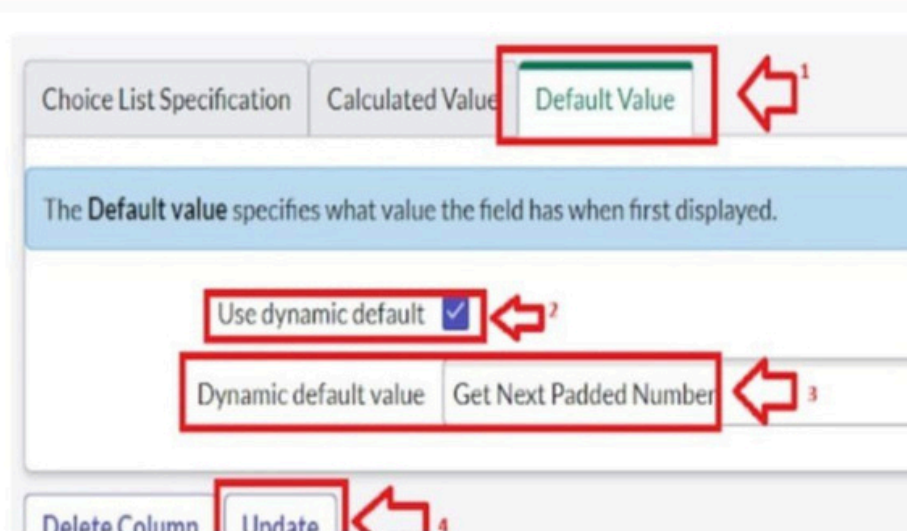 Choice List Specification Calculated Value Default Value 1
The Default value specifies what value the field has when first displayed.
Use dynamic default 2
Dynamic default value Get Next Padded Number 3
Delete Column Update 4